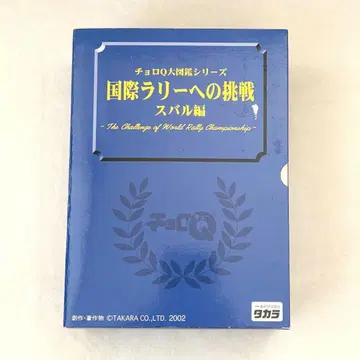 チョロQ大図鑑シリーズ
国際ラリーへの挑戦
スバル編
- The Challenge of World Rally Championship -
チョロQ
創作・著作物 ©TAKARA CO.,LTD. 2002
タカラ